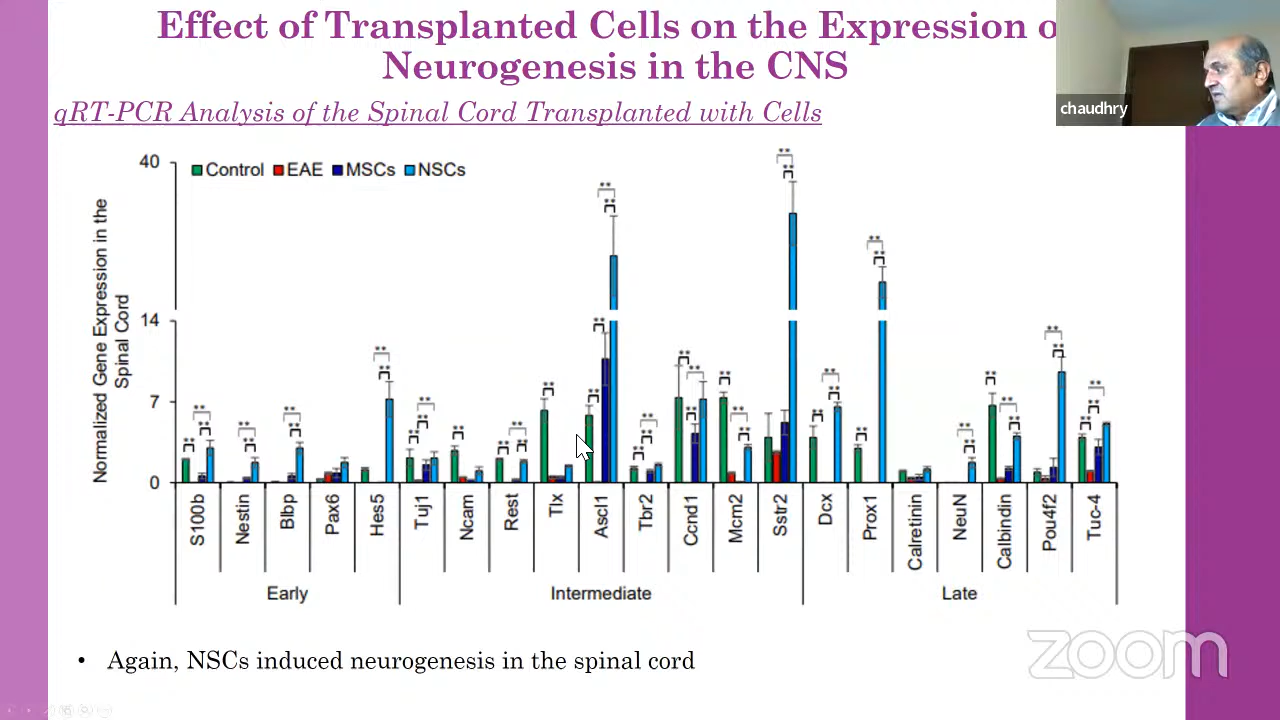 Effect of Transplanted Cells on the Expression o
Neurogenesis in the CNS
chaudhry
qRT-PCR Analysis of the Spinal Cord Transplanted with Cells
Control EAE MSCs NSCs
Normalized Gene Expression in the
Spinal Cord
40
14
7
0
S100b
Nestin
Blbp
Pax6
Hes5
Tuj1
Ncam
Rest
Tlx
Ascl1
Tbr2
Ccnd1
Mcm2
Sstr2
Dcx
Prox1
Calretinin
NeuN
Calbindin
Pou4f2
Tuc-4
Early
Intermediate
Late
• Again, NSCs induced neurogenesis in the spinal cord
zoom